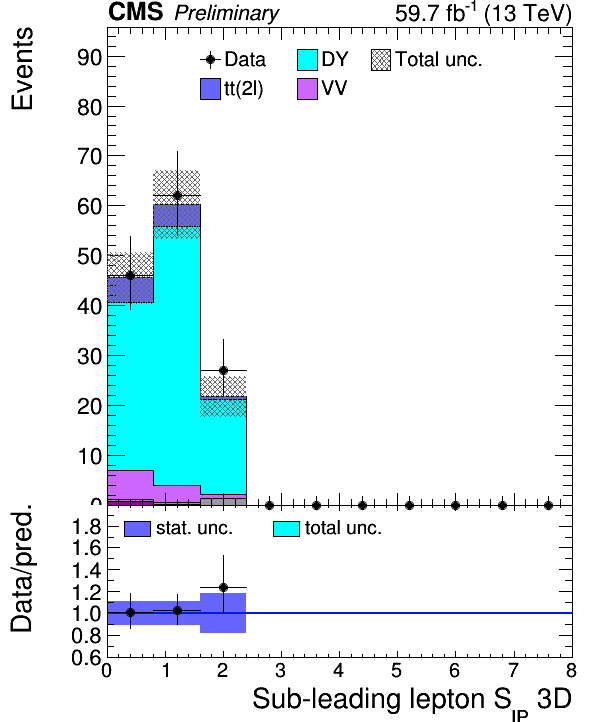 CMS Preliminary 59.7 fb⁻¹ (13 TeV)
Events
Data DY Total unc.
tt(2l) VV
90
80
70
60
50
40
30
20
10
0
Data/pred.
stat. unc. total unc.
1.8
1.6
1.4
1.2
1.0
0.8
0.6
0 1 2 3 4 5 6 7 8
Sub-leading lepton S_IP 3D